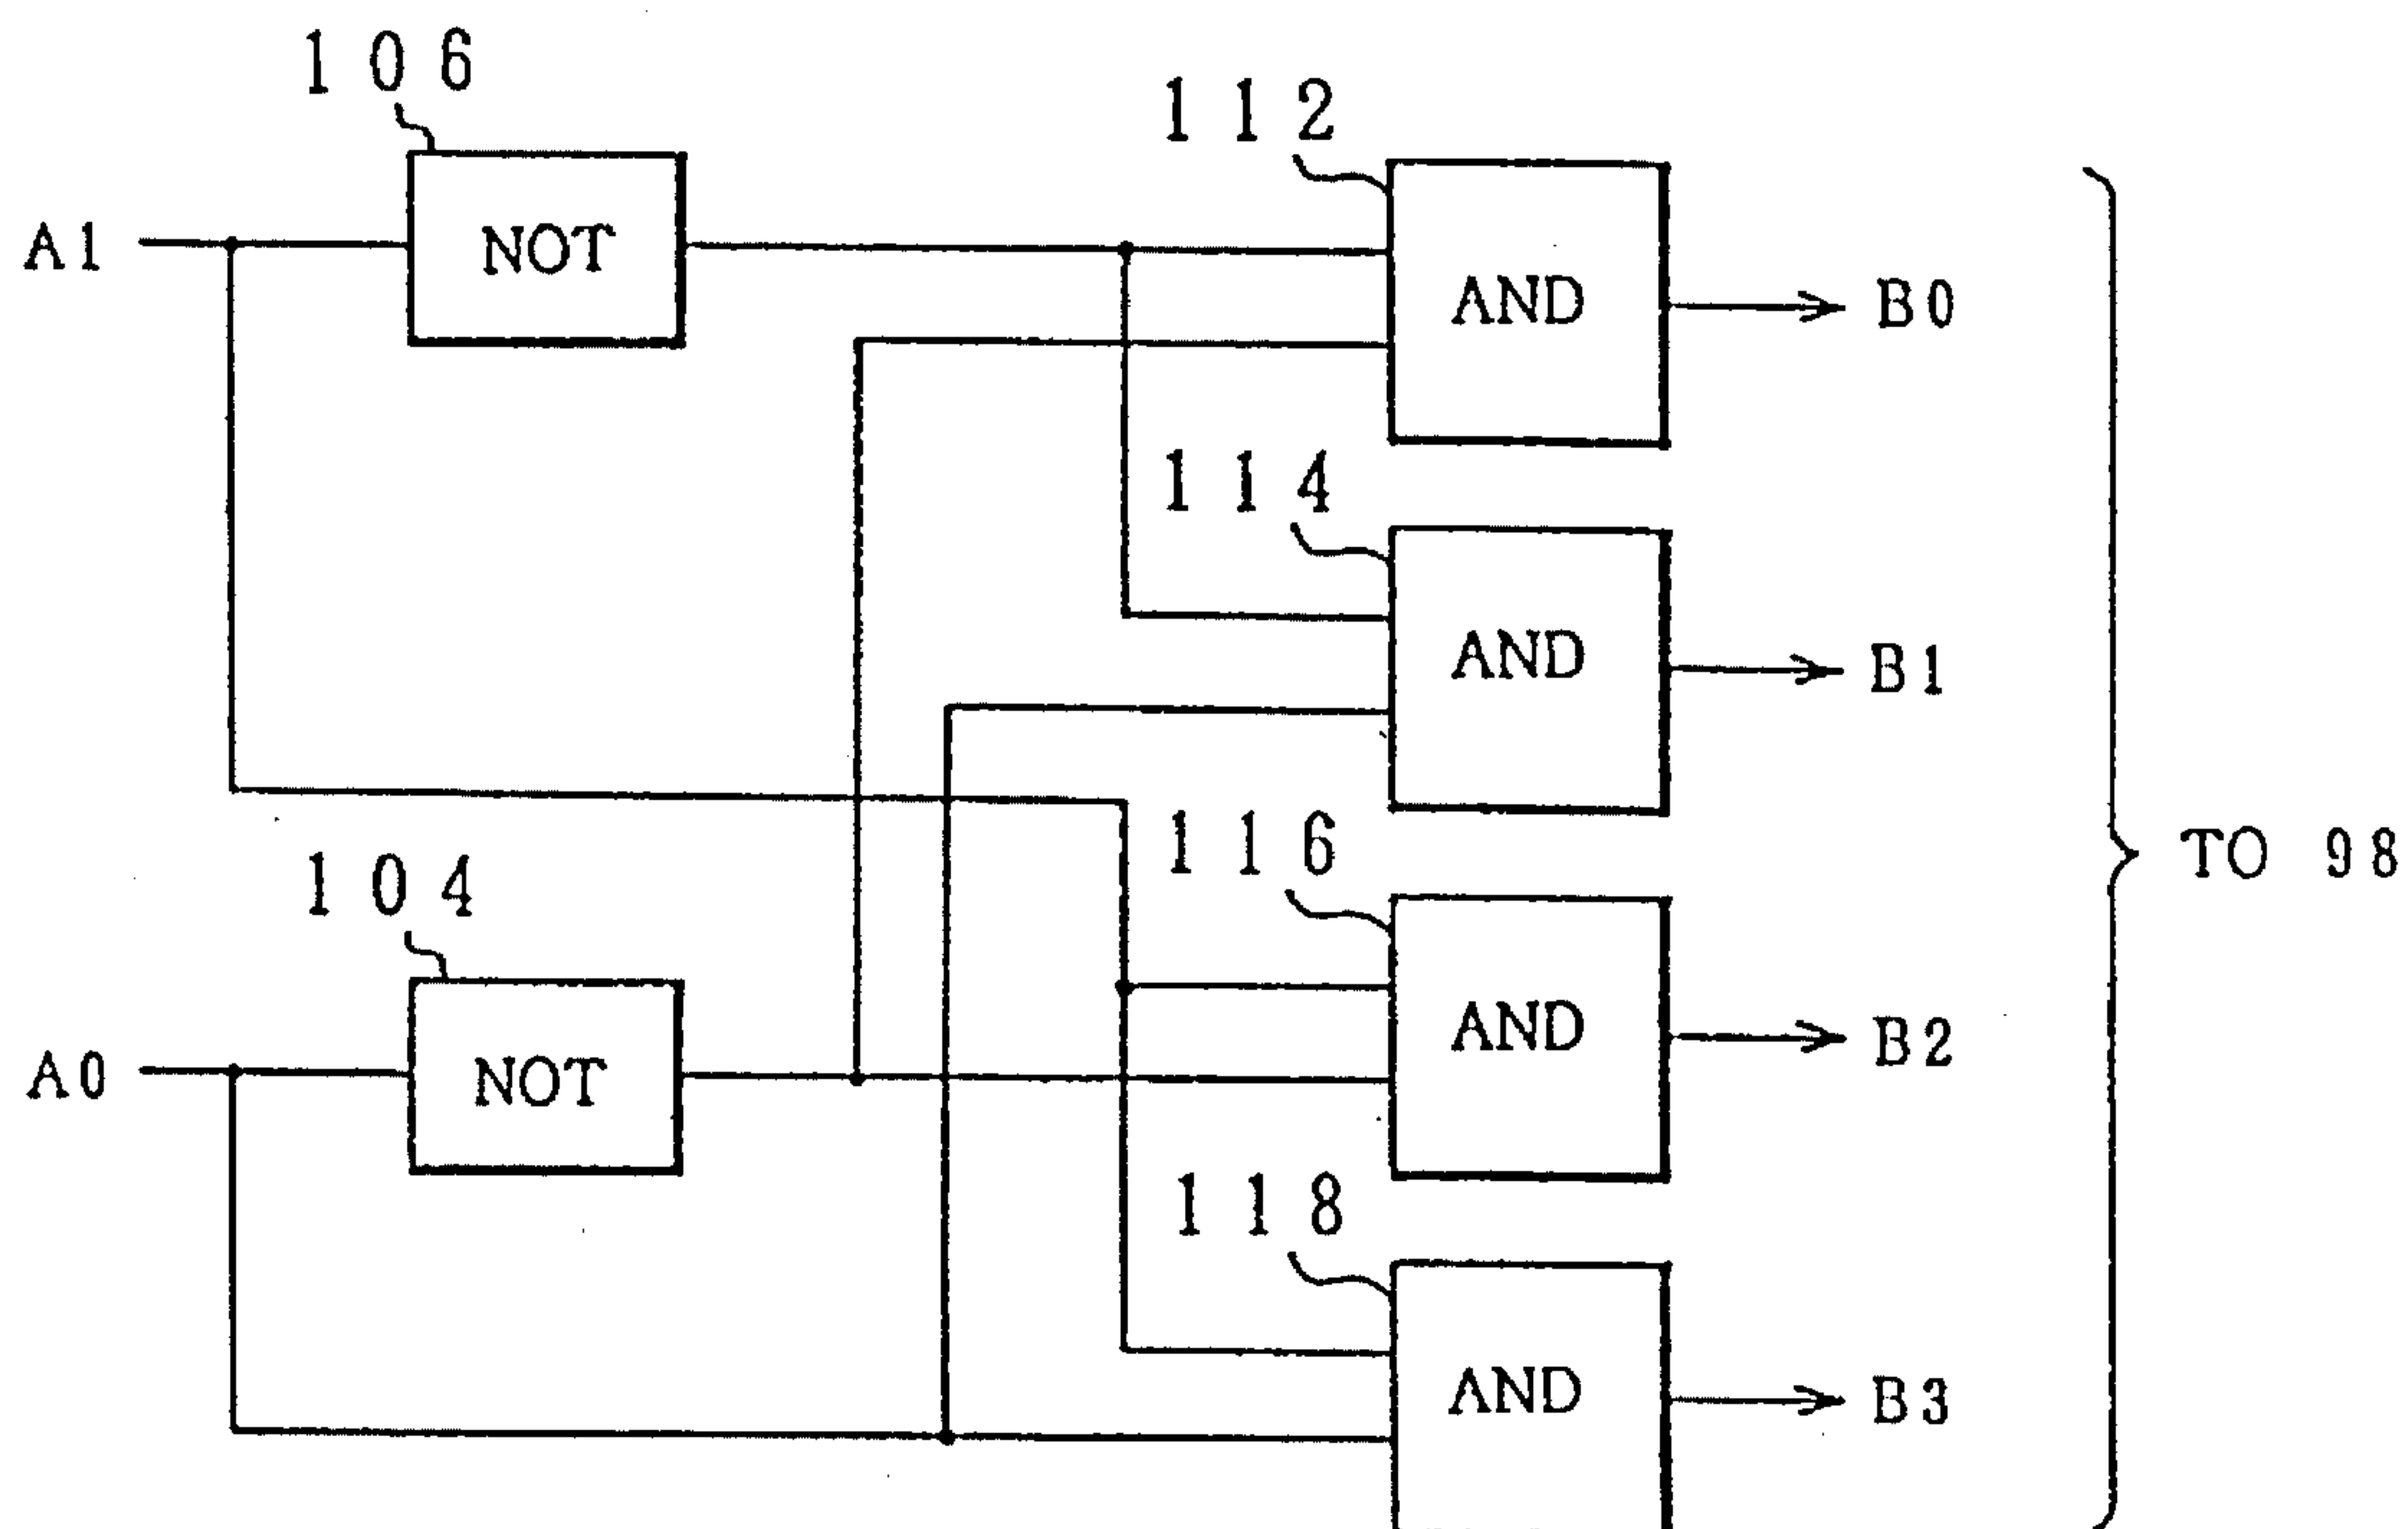 106
112
A1
NOT
AND
B0
114
AND
B1
116
TO 98
104
AND
B2
A0
NOT
118
AND
B3